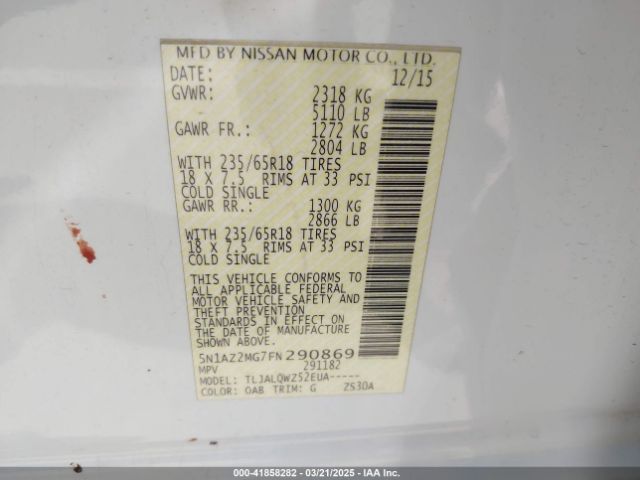 MFD BY NISSAN MOTOR CO., LTD.
DATE: 12/15
GVWR: 2318 KG
5110 LB
GAWR FR.: 1272 KG
2804 LB
WITH 235/65R18 TIRES
18 X 7.5 RIMS AT 33 PSI
COLD SINGLE
GAWR RR.: 1300 KG
2866 LB
WITH 235/65R18 TIRES
18 X 7.5 RIMS AT 33 PSI
COLD SINGLE
THIS VEHICLE CONFORMS TO
ALL APPLICABLE FEDERAL
MOTOR VEHICLE SAFETY AND
THEFT PREVENTION
STANDARDS IN EFFECT ON
THE DATE OF MANUFACTURE
SHOWN ABOVE.
5N1AZ2MG7FN290869
MPV 291182
MODEL: TLJALQWZ52EUA-----
COLOR: QAB TRIM: G ZS30A
000-41858282 - 03/21/2025 - IAA Inc.